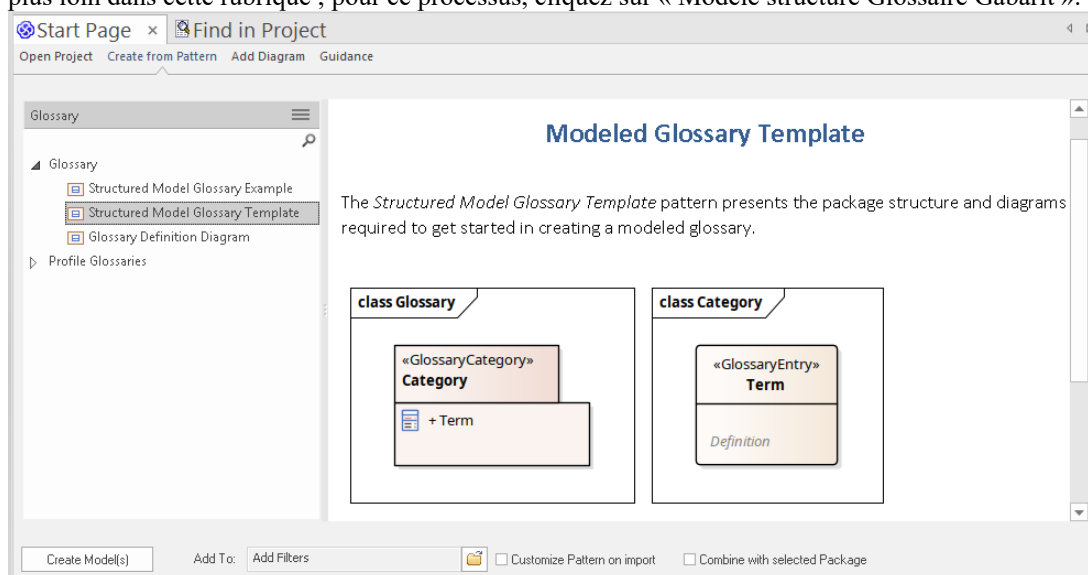 plus loin dans cette rubrique ; pour ce processus, cliquez sur « Modèle structuré Glossaire Gabarit ».
Start Page × Find in Project
Open Project Create from Pattern Add Diagram Guidance
Glossary
Glossary
Structured Model Glossary Example
Structured Model Glossary Template
Glossary Definition Diagram
Profile Glossaries
Modeled Glossary Template
The Structured Model Glossary Template pattern presents the package structure and diagrams
required to get started in creating a modeled glossary.
class Glossary
«GlossaryCategory»
Category
+ Term
class Category
«GlossaryEntry»
Term
Definition
Create Model(s) Add To: Add Filters Customize Pattern on import Combine with selected Package